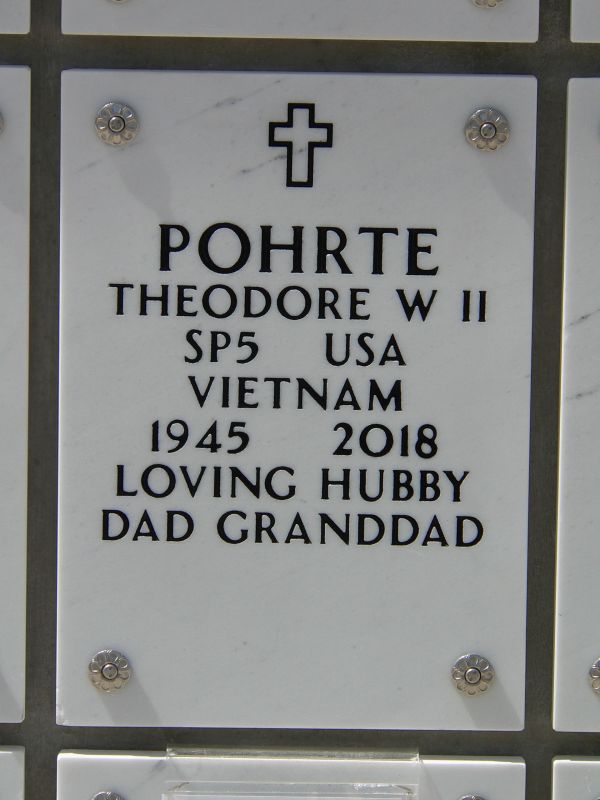 POHRTE
THEODORE W II
SP5 USA
VIETNAM
1945 2018
LOVING HUBBY
DAD GRANDDAD